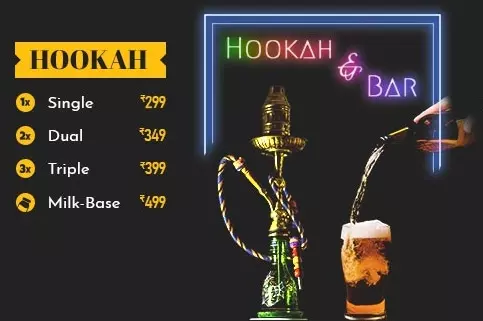 HOOKAH
1x Single ₹299
2x Dual ₹349
3x Triple ₹399
Milk-Base ₹499
HOOKAH
&
BAR